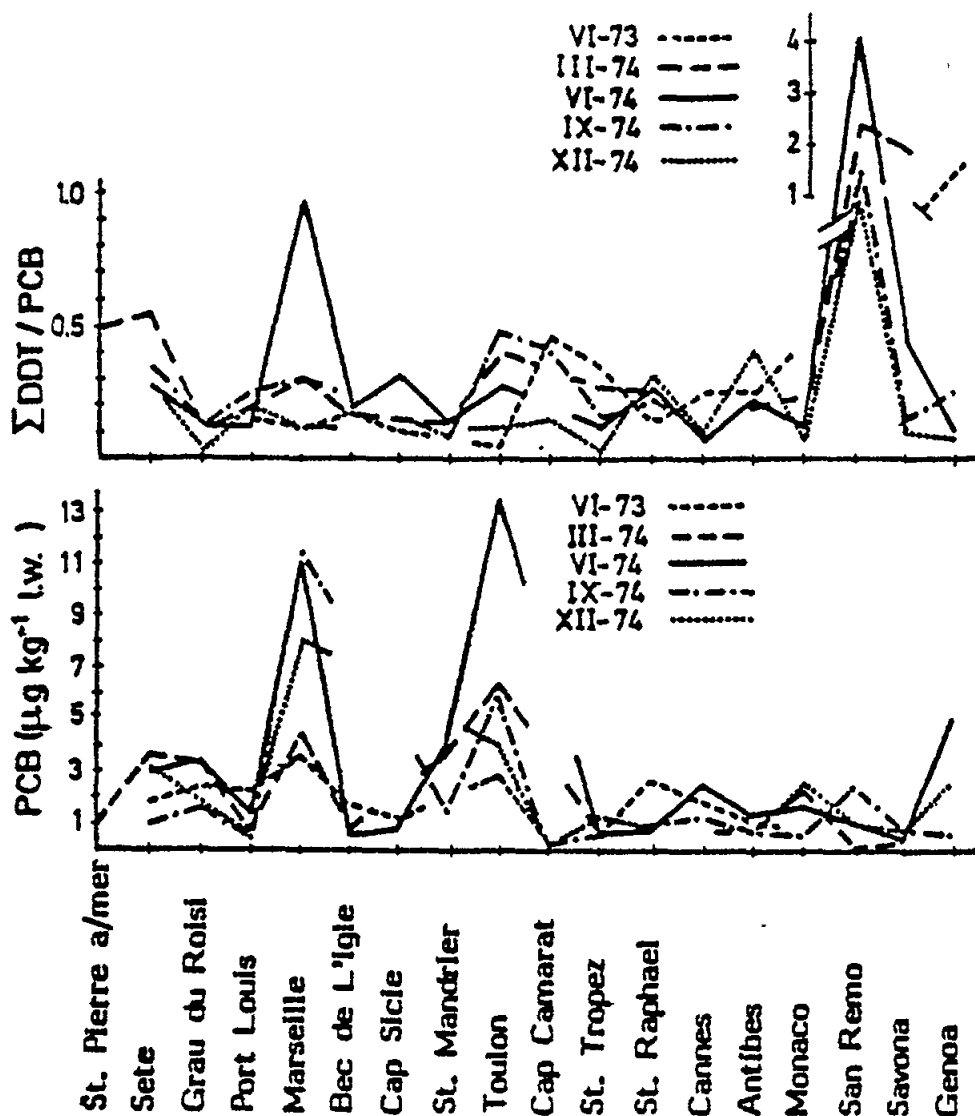 VI-73
III-74
VI-74
IX-74
XII-74
4
3
2
1
1.0
0.5
ΣDDT/PCB
VI-73
III-74
VI-74
IX-74
XII-74
13
11
9
7
5
3
1
PCB (µg kg⁻¹ l.w. )
St. Pierre a/mer
Sete
Grau du Roisi
Port Louis
Marseille
Bec de L'Igle
Cap Sicie
St. Mandrier
Toulon
Cap Camarat
St. Tropez
St. Raphael
Cannes
Antibes
Monaco
San Remo
Savona
Genoa